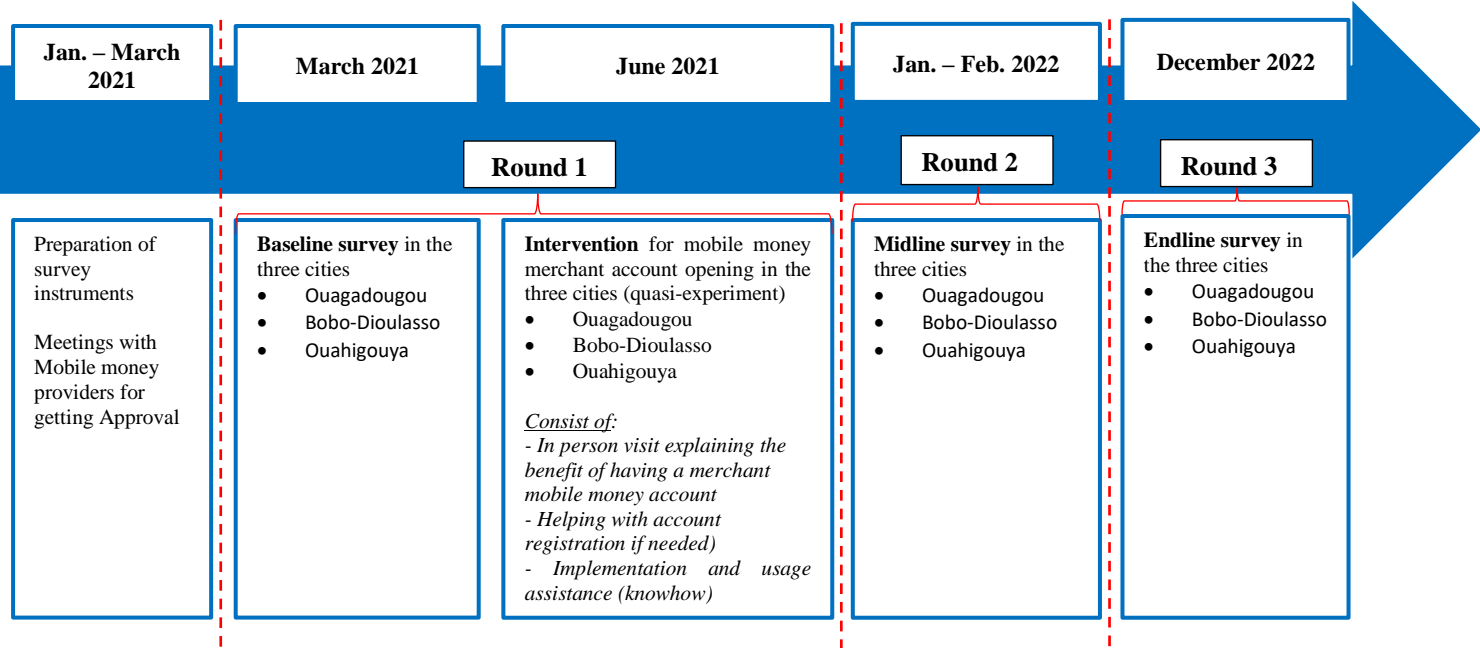 Jan. – March
2021
March 2021
June 2021
Jan. – Feb. 2022
December 2022
Round 1
Round 2
Round 3
Preparation of
survey
instruments
Meetings with
Mobile money
providers for
getting Approval
Baseline survey in the
three cities
• Ouagadougou
• Bobo-Dioulasso
• Ouahigouya
Intervention for mobile money
merchant account opening in the
three cities (quasi-experiment)
• Ouagadougou
• Bobo-Dioulasso
• Ouahigouya
Consist of:
- In person visit explaining the
benefit of having a merchant
mobile money account
- Helping with account
registration if needed)
- Implementation and usage
assistance (knowhow)
Midline survey in the
three cities
• Ouagadougou
• Bobo-Dioulasso
• Ouahigouya
Endline survey in
the three cities
• Ouagadougou
• Bobo-Dioulasso
• Ouahigouya